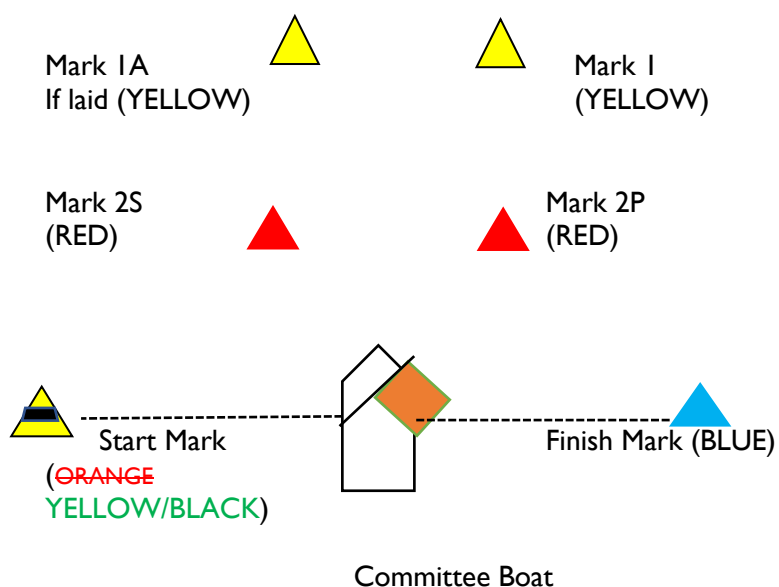 Mark 1A
If laid (YELLOW)
Mark 1
(YELLOW)
Mark 2S
(RED)
Mark 2P
(RED)
Start Mark
(ORANGE
YELLOW/BLACK)
Finish Mark (BLUE)
Committee Boat